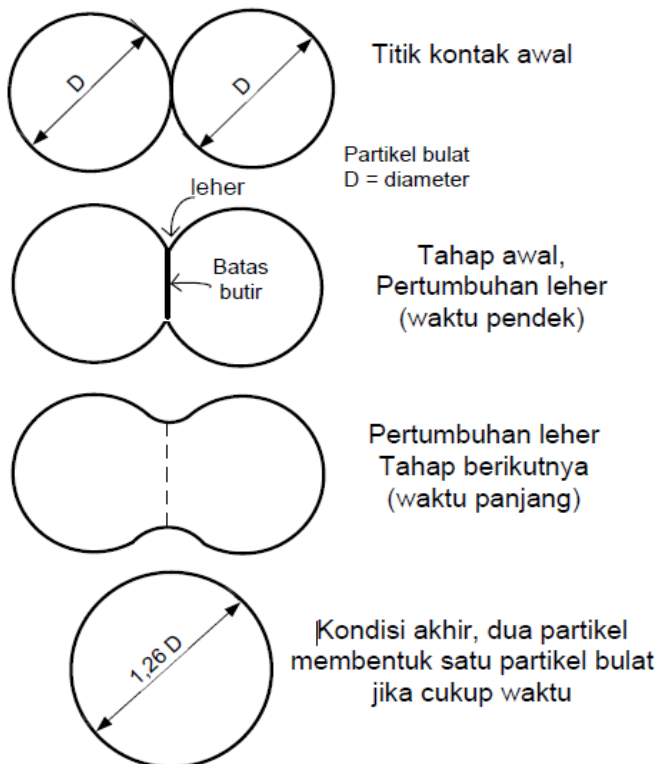 D
D
Titik kontak awal
Partikel bulat
D = diameter
leher
Batas
butir
Tahap awal,
Pertumbuhan leher
(waktu pendek)
Pertumbuhan leher
Tahap berikutnya
(waktu panjang)
1,26 D
Kondisi akhir, dua partikel
membentuk satu partikel bulat
jika cukup waktu